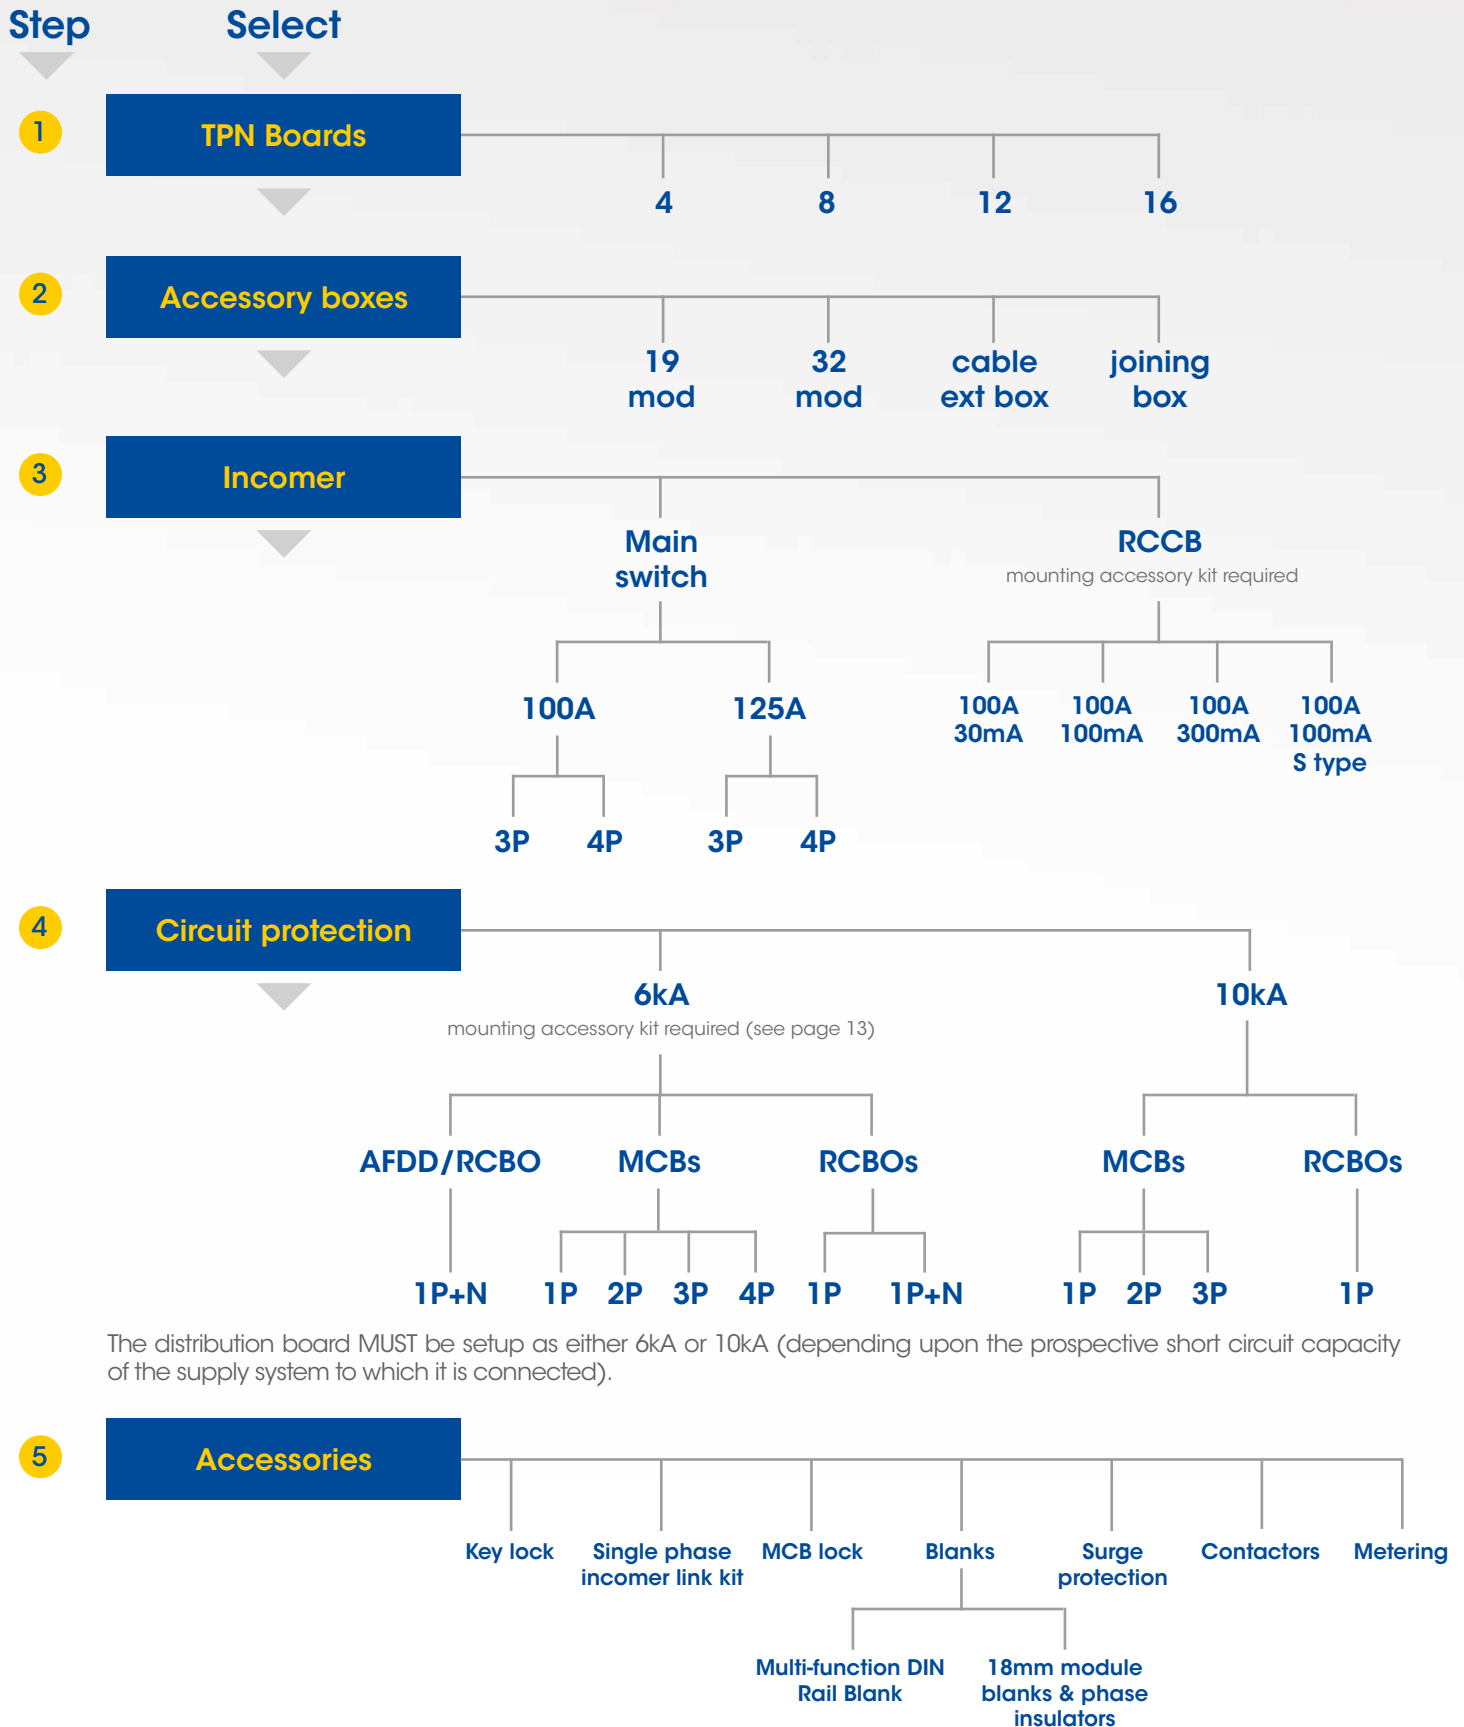 Step Select
1 TPN Boards
4 8 12 16
2 Accessory boxes
19 32 cable joining
mod mod ext box box
3 Incomer
Main RCCB
switch mounting accessory kit required
100A 125A 100A 100A 100A 100A
30mA 100mA 300mA 100mA
S type
3P 4P 3P 4P
4 Circuit protection
6kA 10kA
mounting accessory kit required (see page 13)
AFDD/RCBO MCBs RCBOs MCBs RCBOs
1P+N 1P 2P 3P 4P 1P 1P+N 1P 2P 3P 1P
The distribution board MUST be setup as either 6kA or 10kA (depending upon the prospective short circuit capacity
of the supply system to which it is connected).
5 Accessories
Key lock Single phase MCB lock Blanks Surge Contactors Metering
incomer link kit protection
Multi-function DIN 18mm module
Rail Blank blanks & phase
insulators